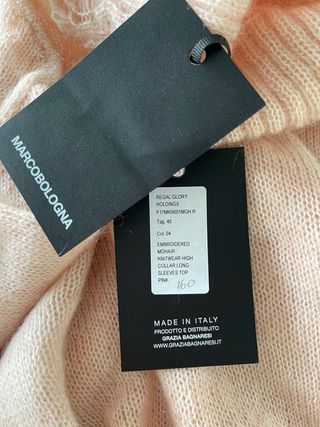 MARCOBOLOGNA
REGAL GLORY
HOLDINGS
F17MKN601MOH R
Tag. 40
Col. 04
EMBROIDERED
MOHAIR
KNITWEAR HIGH
COLLAR LONG
SLEEVES TOP
PINK 160
MADE IN ITALY
PRODOTTO E DISTRIBUITO
GRAZIA BAGNARESI
WWW.GRAZIABAGNARESI.IT